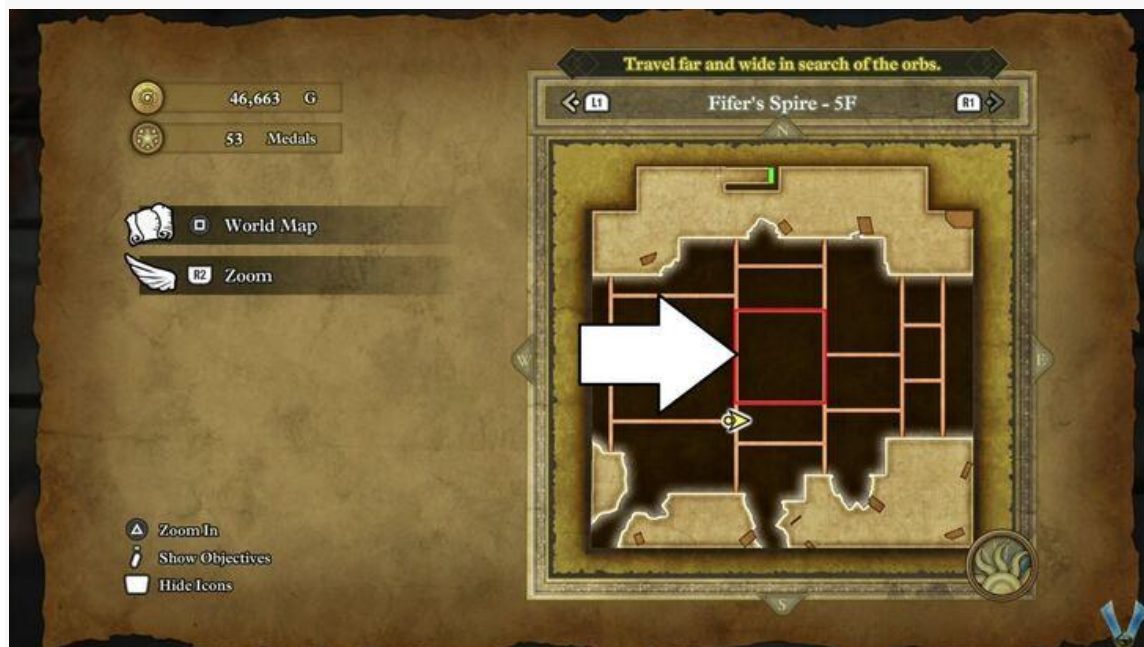 46,663 G
53 Medals
World Map
R2 Zoom
Zoom In
Show Objectives
Hide Icons
Travel far and wide in search of the orbs.
L1 Fifer's Spire - 5F R1
N
W
E
S